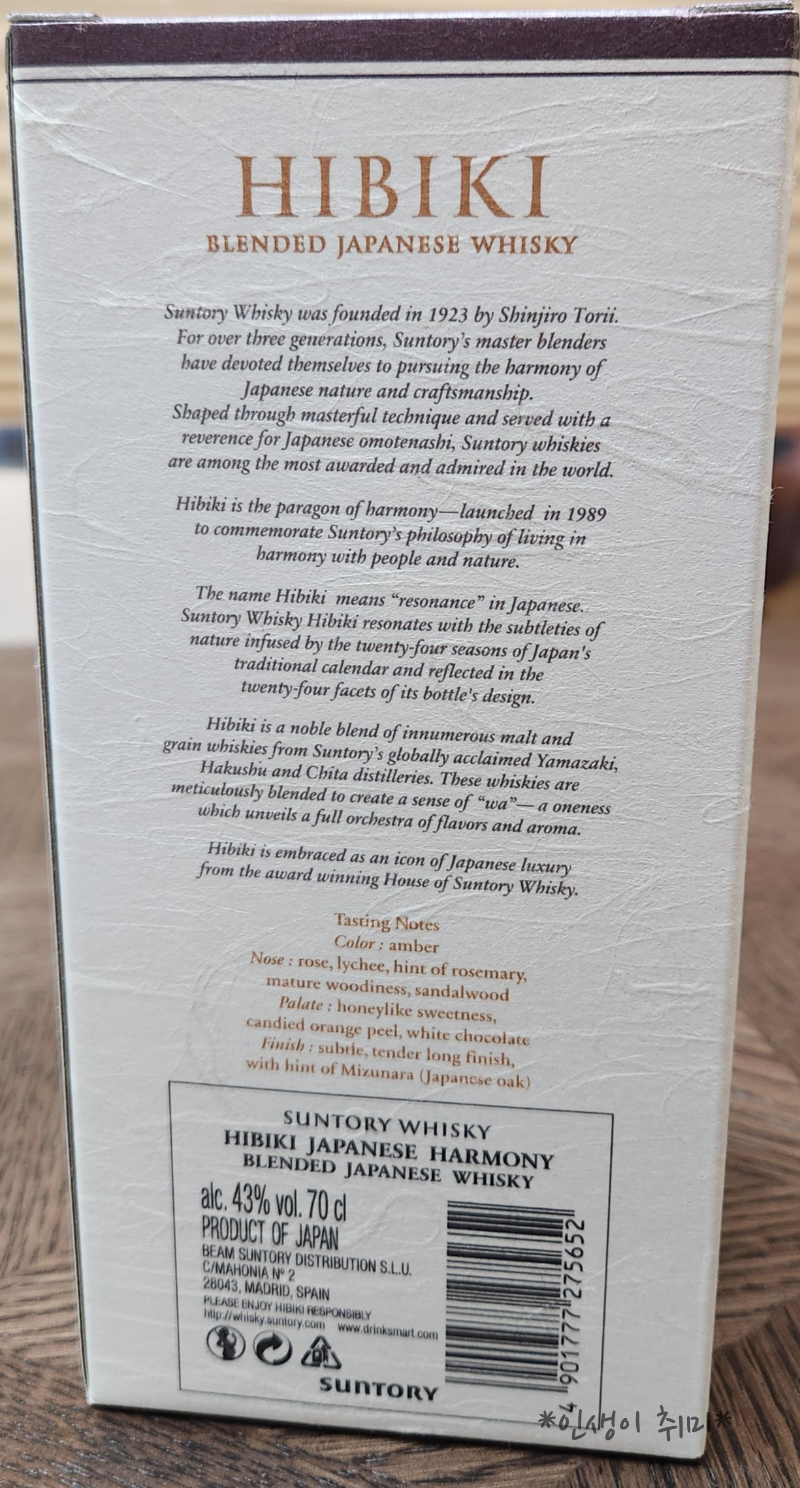 HIBIKI
BLENDED JAPANESE WHISKY
Suntory Whisky was founded in 1923 by Shinjiro Torii.
For over three generations, Suntory's master blenders
have devoted themselves to pursuing the harmony of
Japanese nature and craftsmanship.
Shaped through masterful technique and served with a
reverence for Japanese omotenashi, Suntory whiskies
are among the most awarded and admired in the world.
Hibiki is the paragon of harmony—launched in 1989
to commemorate Suntory's philosophy of living in
harmony with people and nature.
The name Hibiki means “resonance” in Japanese.
Suntory Whisky Hibiki resonates with the subtleties of
nature infused by the twenty-four seasons of Japan's
traditional calendar and reflected in the
twenty-four facets of its bottle's design.
Hibiki is a noble blend of innumerous malt and
grain whiskies from Suntory's globally acclaimed Yamazaki,
Hakushu and Chita distilleries. These whiskies are
meticulously blended to create a sense of “wa”— a oneness
which unveils a full orchestra of flavors and aroma.
Hibiki is embraced as an icon of Japanese luxury
from the award winning House of Suntory Whisky.
Tasting Notes
Color : amber
Nose : rose, lychee, hint of rosemary,
mature woodiness, sandalwood
Palate : honeylike sweetness,
candied orange peel, white chocolate
Finish : subtle, tender long finish,
with hint of Mizunara (Japanese oak)
SUNTORY WHISKY
HIBIKI JAPANESE HARMONY
BLENDED JAPANESE WHISKY
alc. 43% vol. 70 cl
PRODUCT OF JAPAN
BEAM SUNTORY DISTRIBUTION S.L.U.
C/MAHONIA Nº 2
28043, MADRID, SPAIN
PLEASE ENJOY HIBIKI RESPONSIBLY
http://whisky.suntory.com www.drinksmart.com
SUNTORY
4 901777 275652
*인생이 취미*